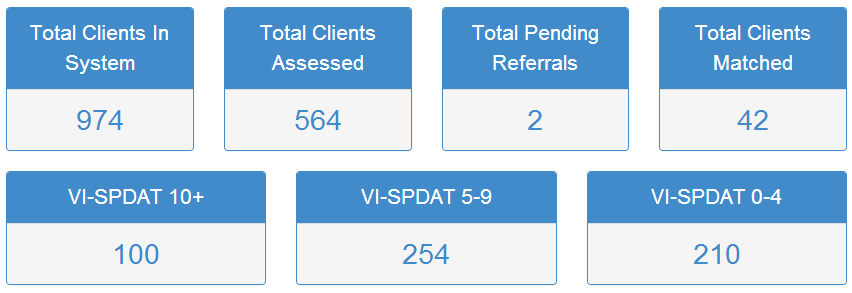 Total Clients In
System
974
Total Clients
Assessed
564
Total Pending
Referrals
2
Total Clients
Matched
42
VI-SPDAT 10+
100
VI-SPDAT 5-9
254
VI-SPDAT 0-4
210